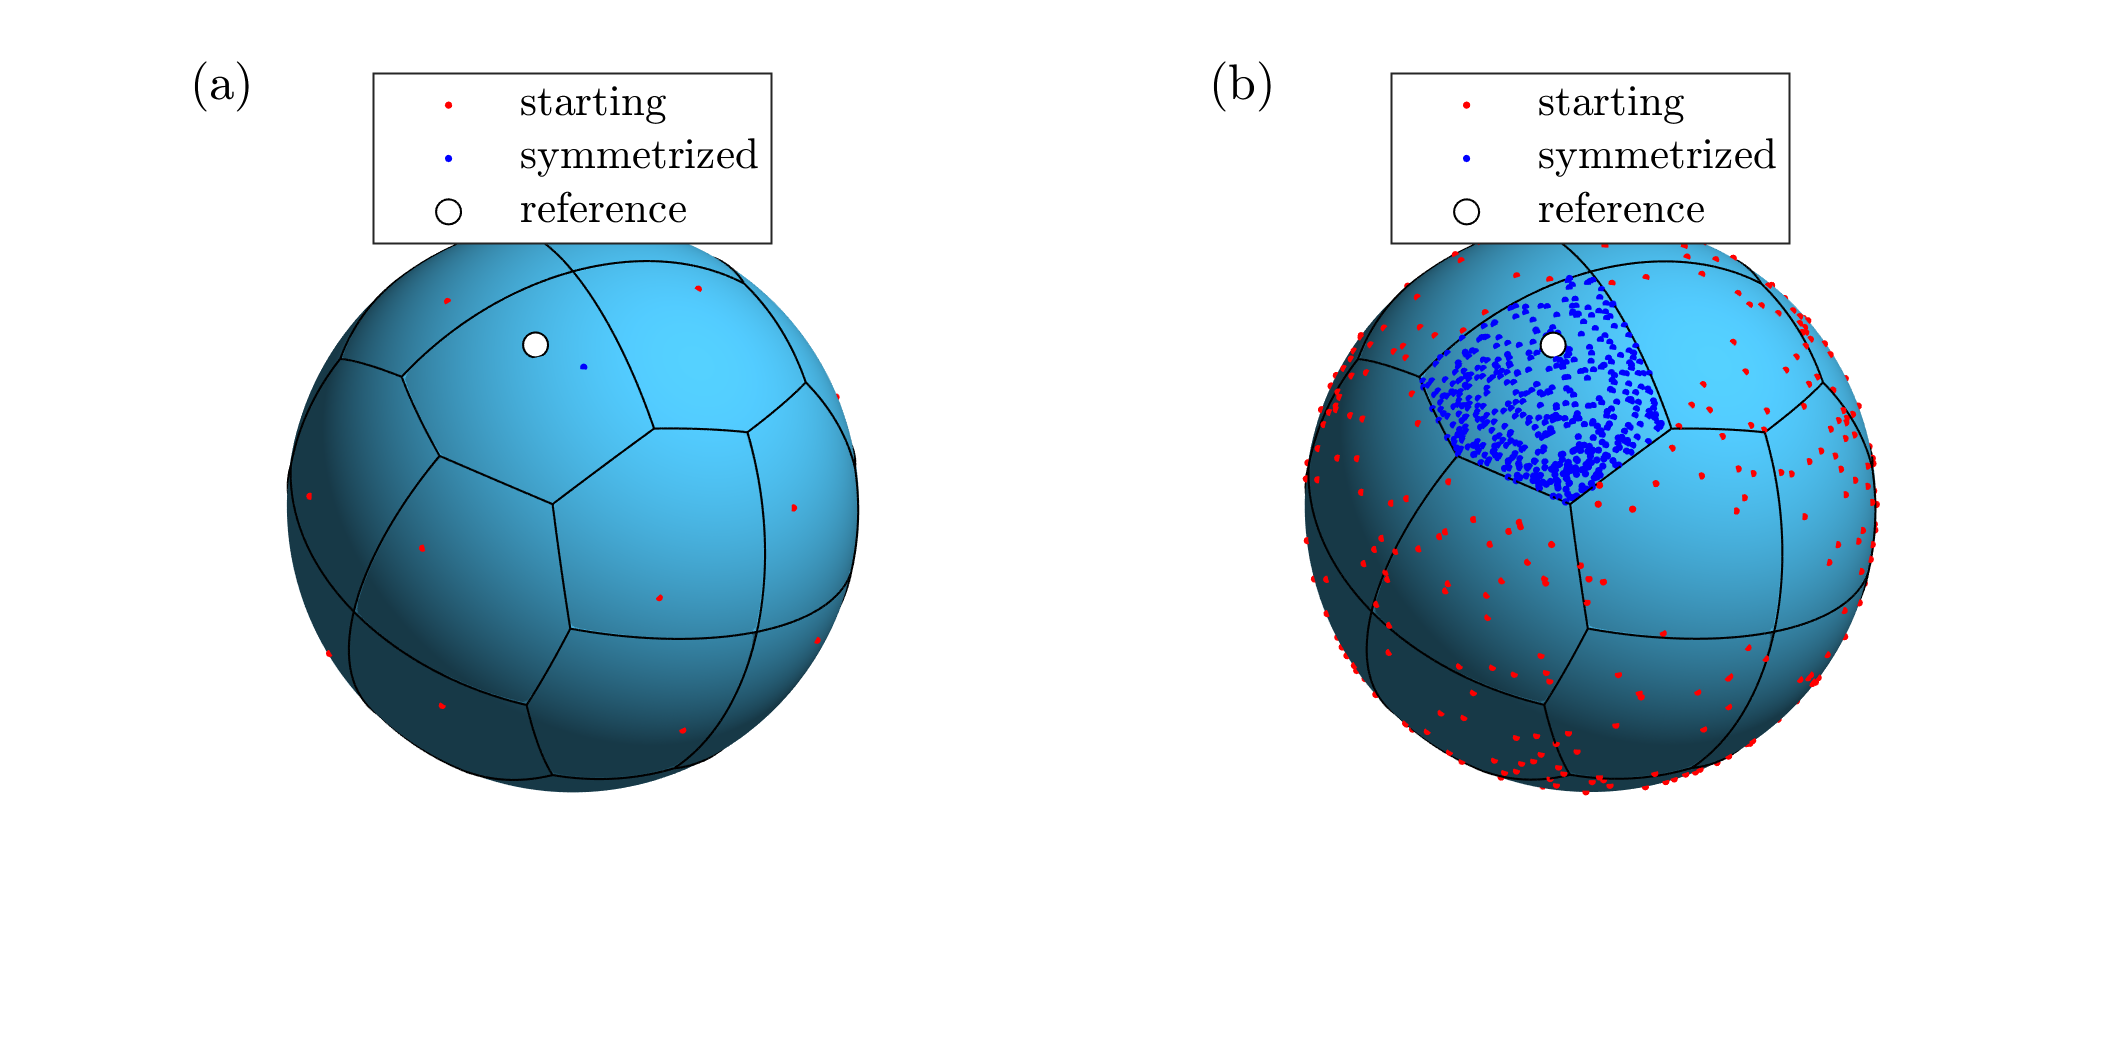 (a)
starting
symmetrized
reference
(b)
starting
symmetrized
reference